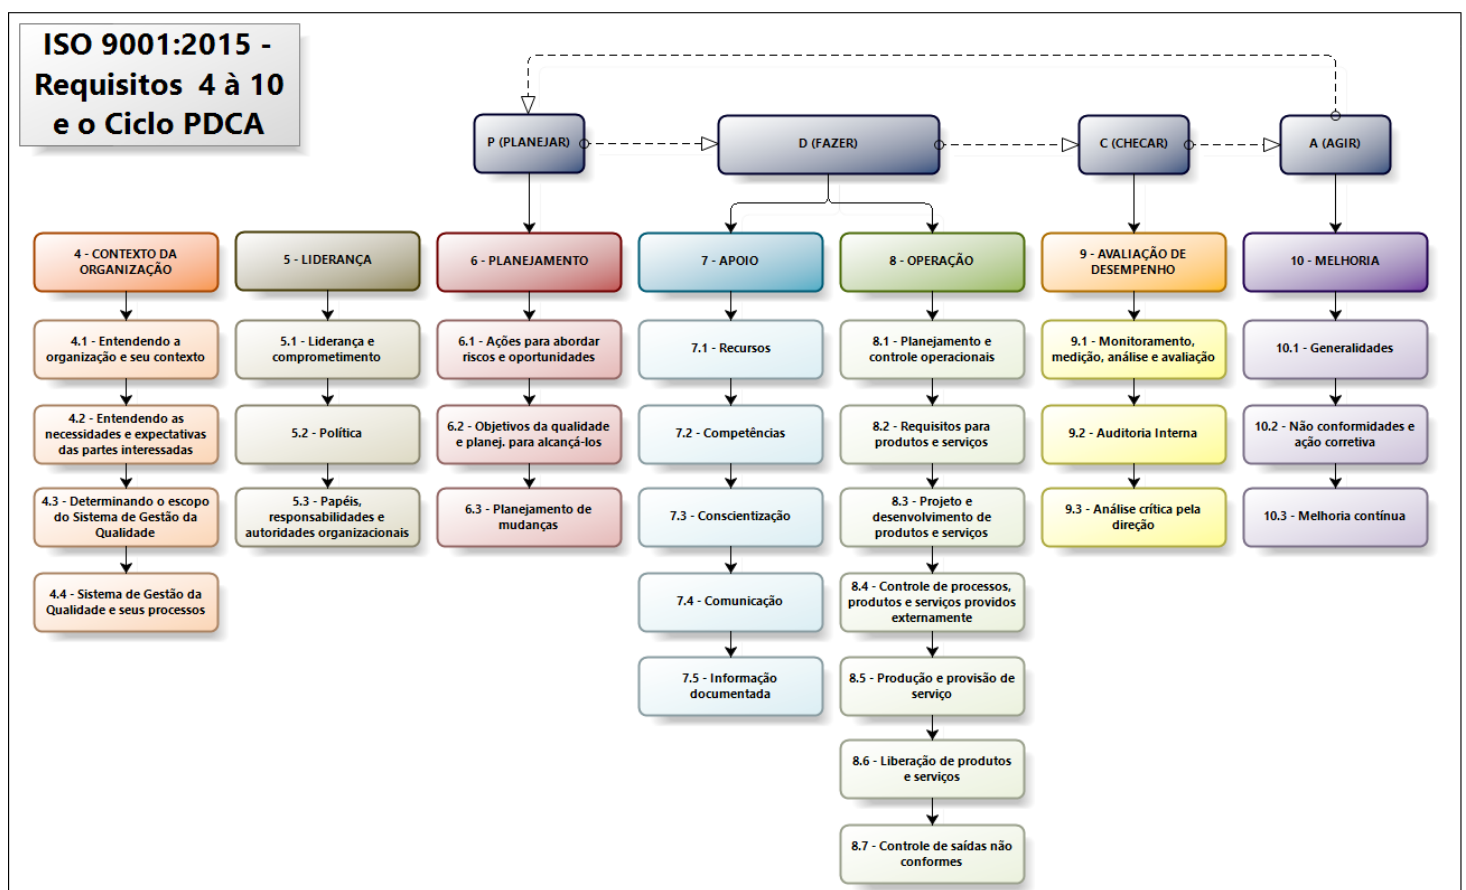 ISO 9001:2015 -
Requisitos 4 à 10
e o Ciclo PDCA
P (PLANEJAR)
D (FAZER)
C (CHECAR)
A (AGIR)
4 - CONTEXTO DA
ORGANIZAÇÃO
4.1 - Entendendo a
organização e seu contexto
4.2 - Entendendo as
necessidades e expectativas
das partes interessadas
4.3 - Determinando o escopo
do Sistema de Gestão da
Qualidade
4.4 - Sistema de Gestão da
Qualidade e seus processos
5 - LIDERANÇA
5.1 - Liderança e
comprometimento
5.2 - Política
5.3 - Papéis,
responsabilidades e
autoridades organizacionais
6 - PLANEJAMENTO
6.1 - Ações para abordar
riscos e oportunidades
6.2 - Objetivos da qualidade
e planej. para alcançá-los
6.3 - Planejamento de
mudanças
7 - APOIO
7.1 - Recursos
7.2 - Competências
7.3 - Conscientização
7.4 - Comunicação
7.5 - Informação
documentada
8 - OPERAÇÃO
8.1 - Planejamento e
controle operacionais
8.2 - Requisitos para
produtos e serviços
8.3 - Projeto e
desenvolvimento de
produtos e serviços
8.4 - Controle de processos,
produtos e serviços providos
externamente
8.5 - Produção e provisão de
serviço
8.6 - Liberação de produtos
e serviços
8.7 - Controle de saídas não
conformes
9 - AVALIAÇÃO DE
DESEMPENHO
9.1 - Monitoramento,
medição, análise e avaliação
9.2 - Auditoria Interna
9.3 - Análise crítica pela
direção
10 - MELHORIA
10.1 - Generalidades
10.2 - Não conformidades e
ação corretiva
10.3 - Melhoria contínua